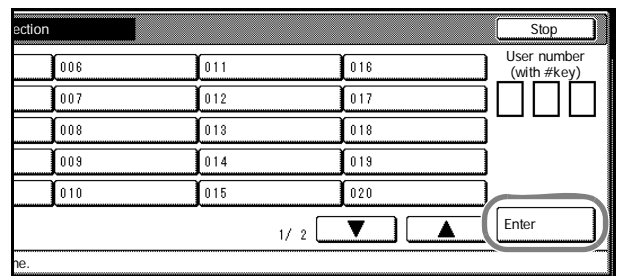 ection
Stop
006 011 016
007 012 017
008 013 018
009 014 019
010 015 020
User number
(with #key)
1/ 2
Enter
ne.